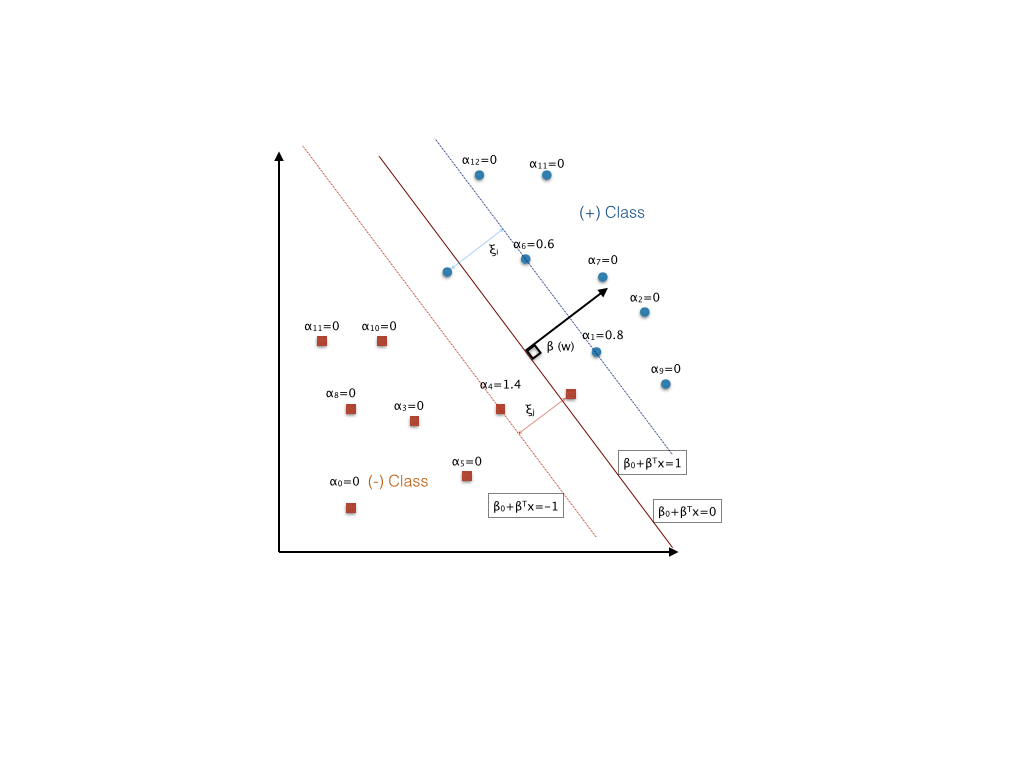 α₁₂=0
α₁₁=0
(+) Class
α₆=0.6
ξᵢ
α₇=0
α₂=0
α₁₁=0
α₁₀=0
α₁=0.8
β (w)
α₉=0
α₄=1.4
α₈=0
α₃=0
ξⱼ
α₅=0
β₀+βᵀx=1
α₀=0
(-) Class
β₀+βᵀx=−1
β₀+βᵀx=0